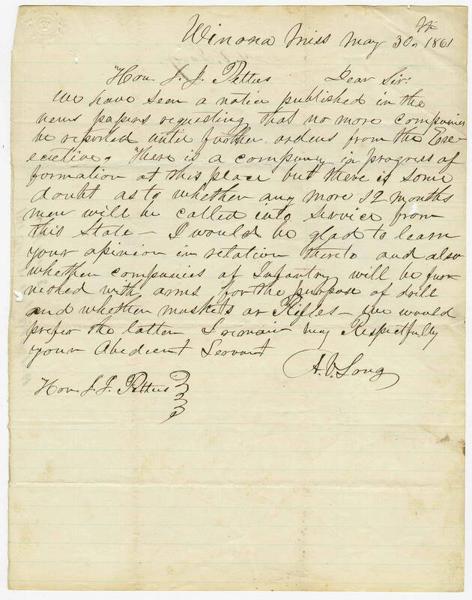 Winona Miss May 30th 1861
Hon. J. J. Pettus Dear Sir:
We have seen a notice published in the
news papers requesting that no more companies
be reported until further orders from the Exe-
ecutive. There is a company in progress of
formation at this place but there is some
doubt as to whether any more 12 months
men will be called into service from
this State – I would be glad to learn
your opinion in relation thereto and also
whether companies of Infantry will be fur
nished with arms for the purpose of drill
and whether muskets or Rifles – we would
prefer the latter I remain very Respectfully
your Obedient Servant
A. V. Long
Hon J. J. Pettus